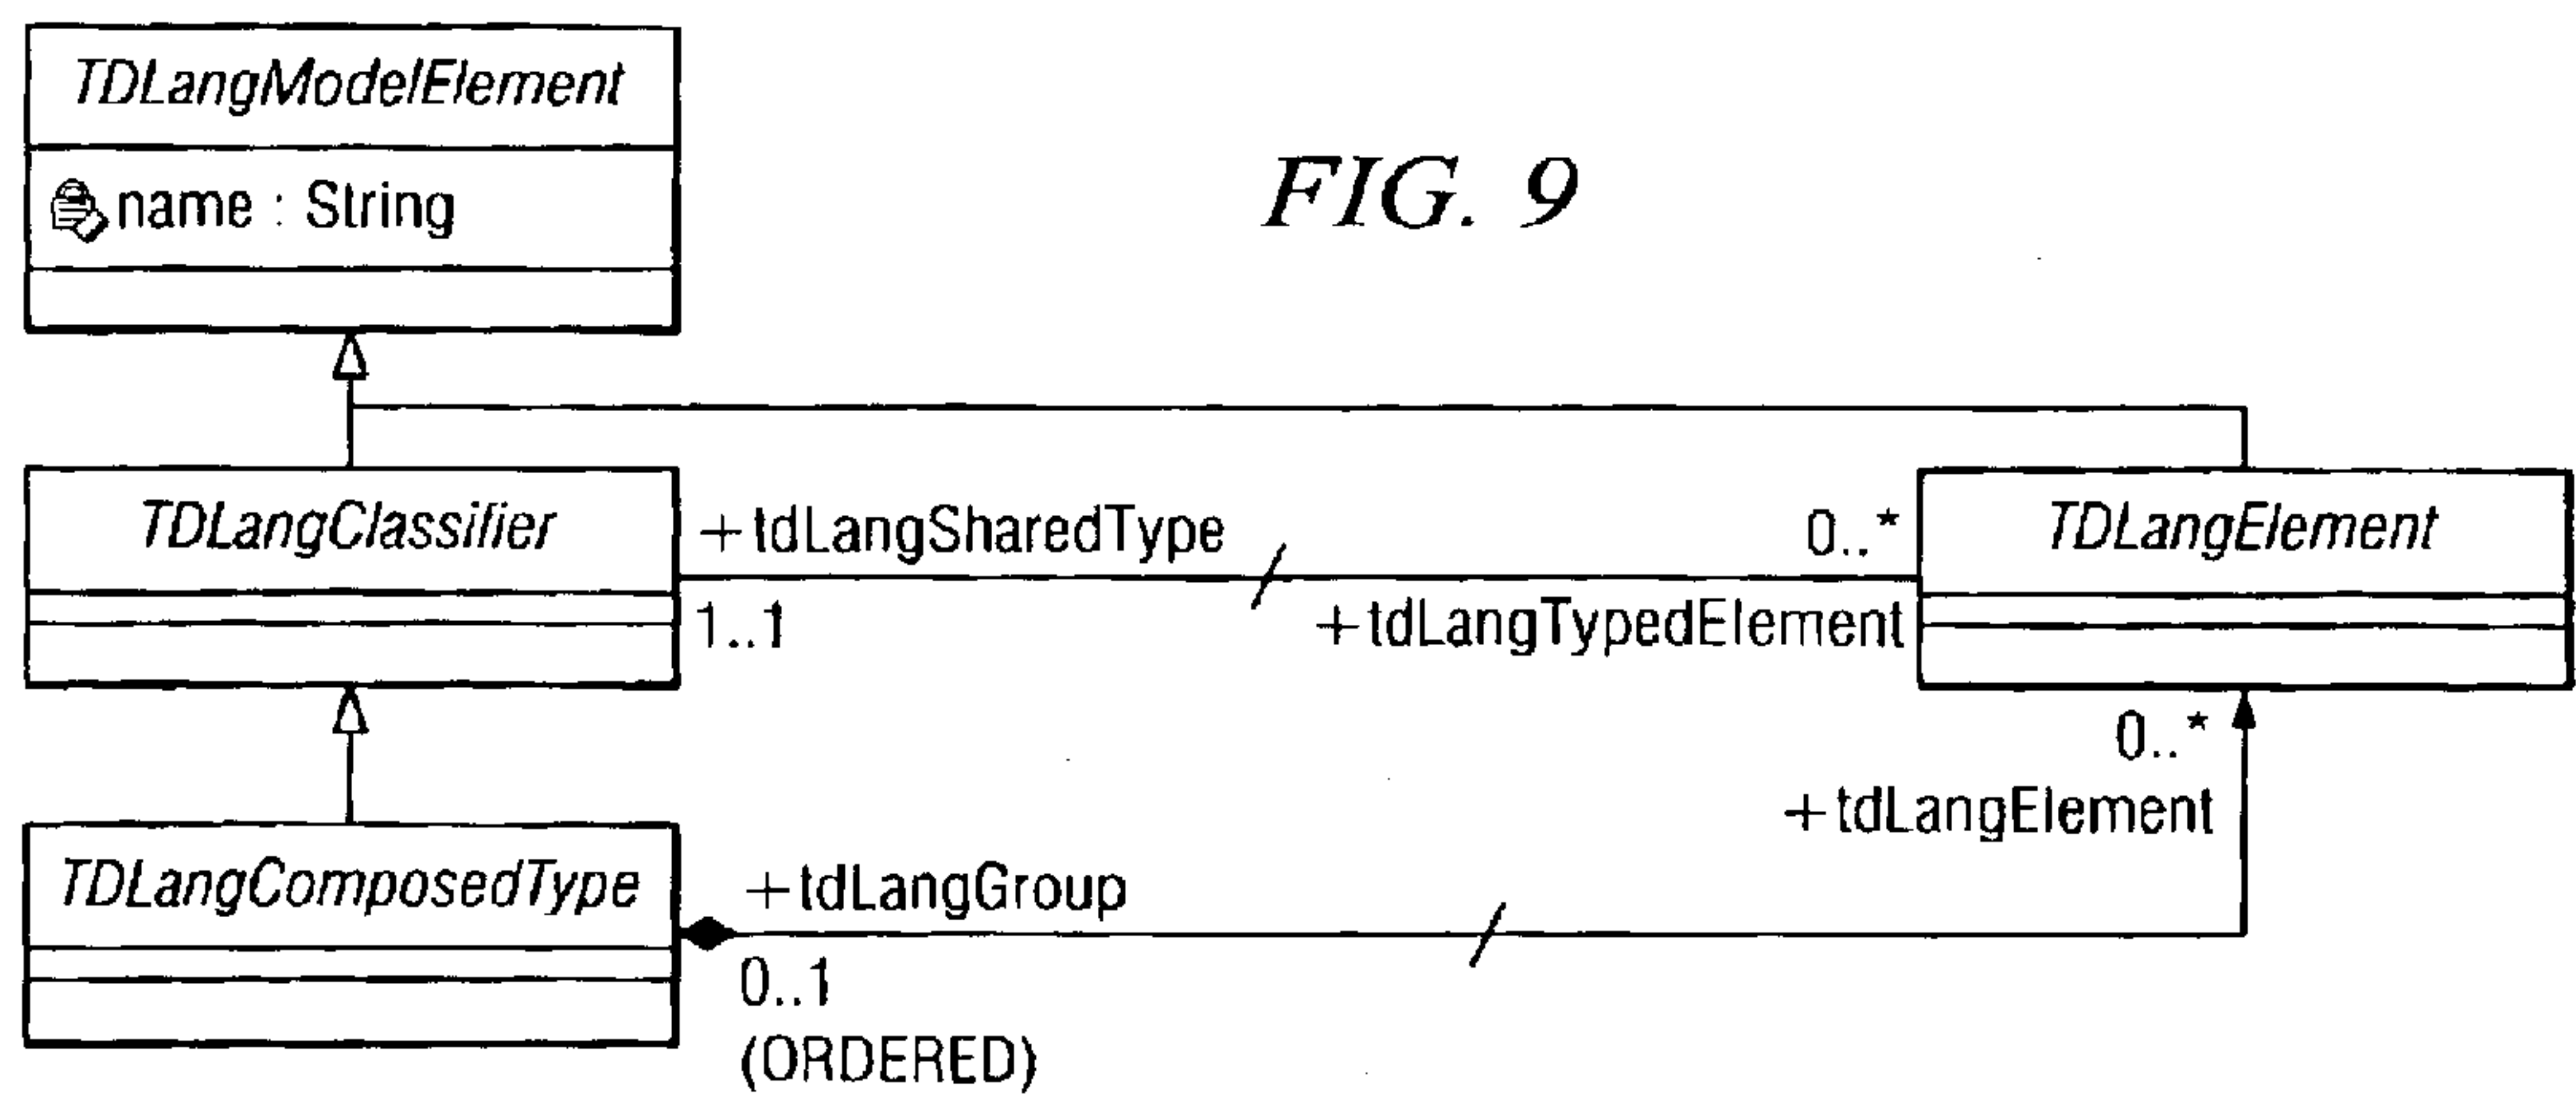 TDLangModelElement
name : String
FIG. 9
TDLangClassifier
+tdLangSharedType
0..*
TDLangElement
1..1
+tdLangTypedElement
0..*
+tdLangElement
TDLangComposedType
+tdLangGroup
0..1
(ORDERED)